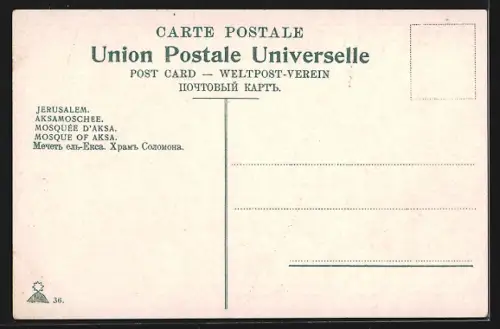 CARTE POSTALE
Union Postale Universelle
POST CARD — WELTPOST-VEREIN
ПОЧТОВЫЙ КАРТЪ.
JERUSALEM.
AKSAMOSCHEE.
MOSQUÉE D'AKSA.
MOSQUE OF AKSA.
Мечеть ель-Екса. Храмъ Соломона.
36.